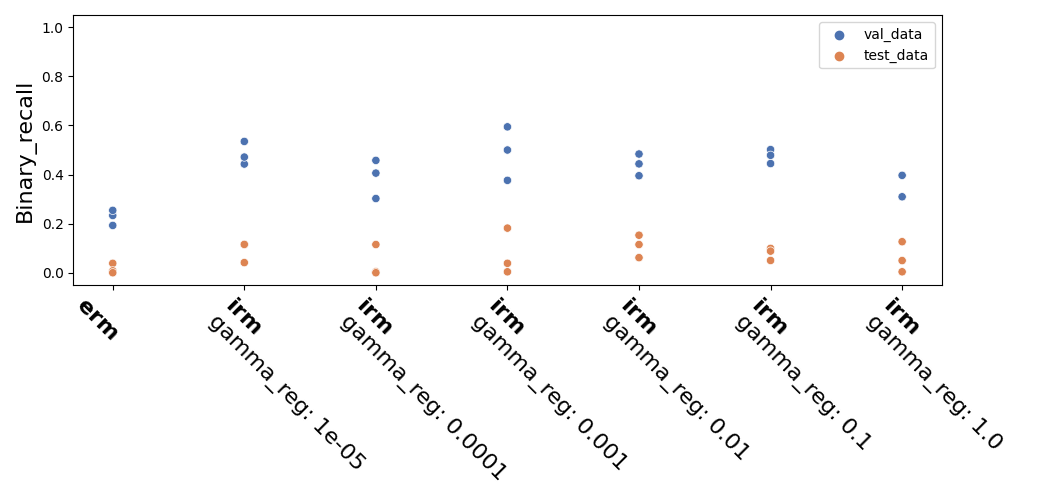 1.0
0.8
0.6
0.4
0.2
0.0
Binary_recall
val_data
test_data
erm
irm
gamma_reg: 1e-05
irm
gamma_reg: 0.0001
irm
gamma_reg: 0.001
irm
gamma_reg: 0.01
irm
gamma_reg: 0.1
irm
gamma_reg: 1.0